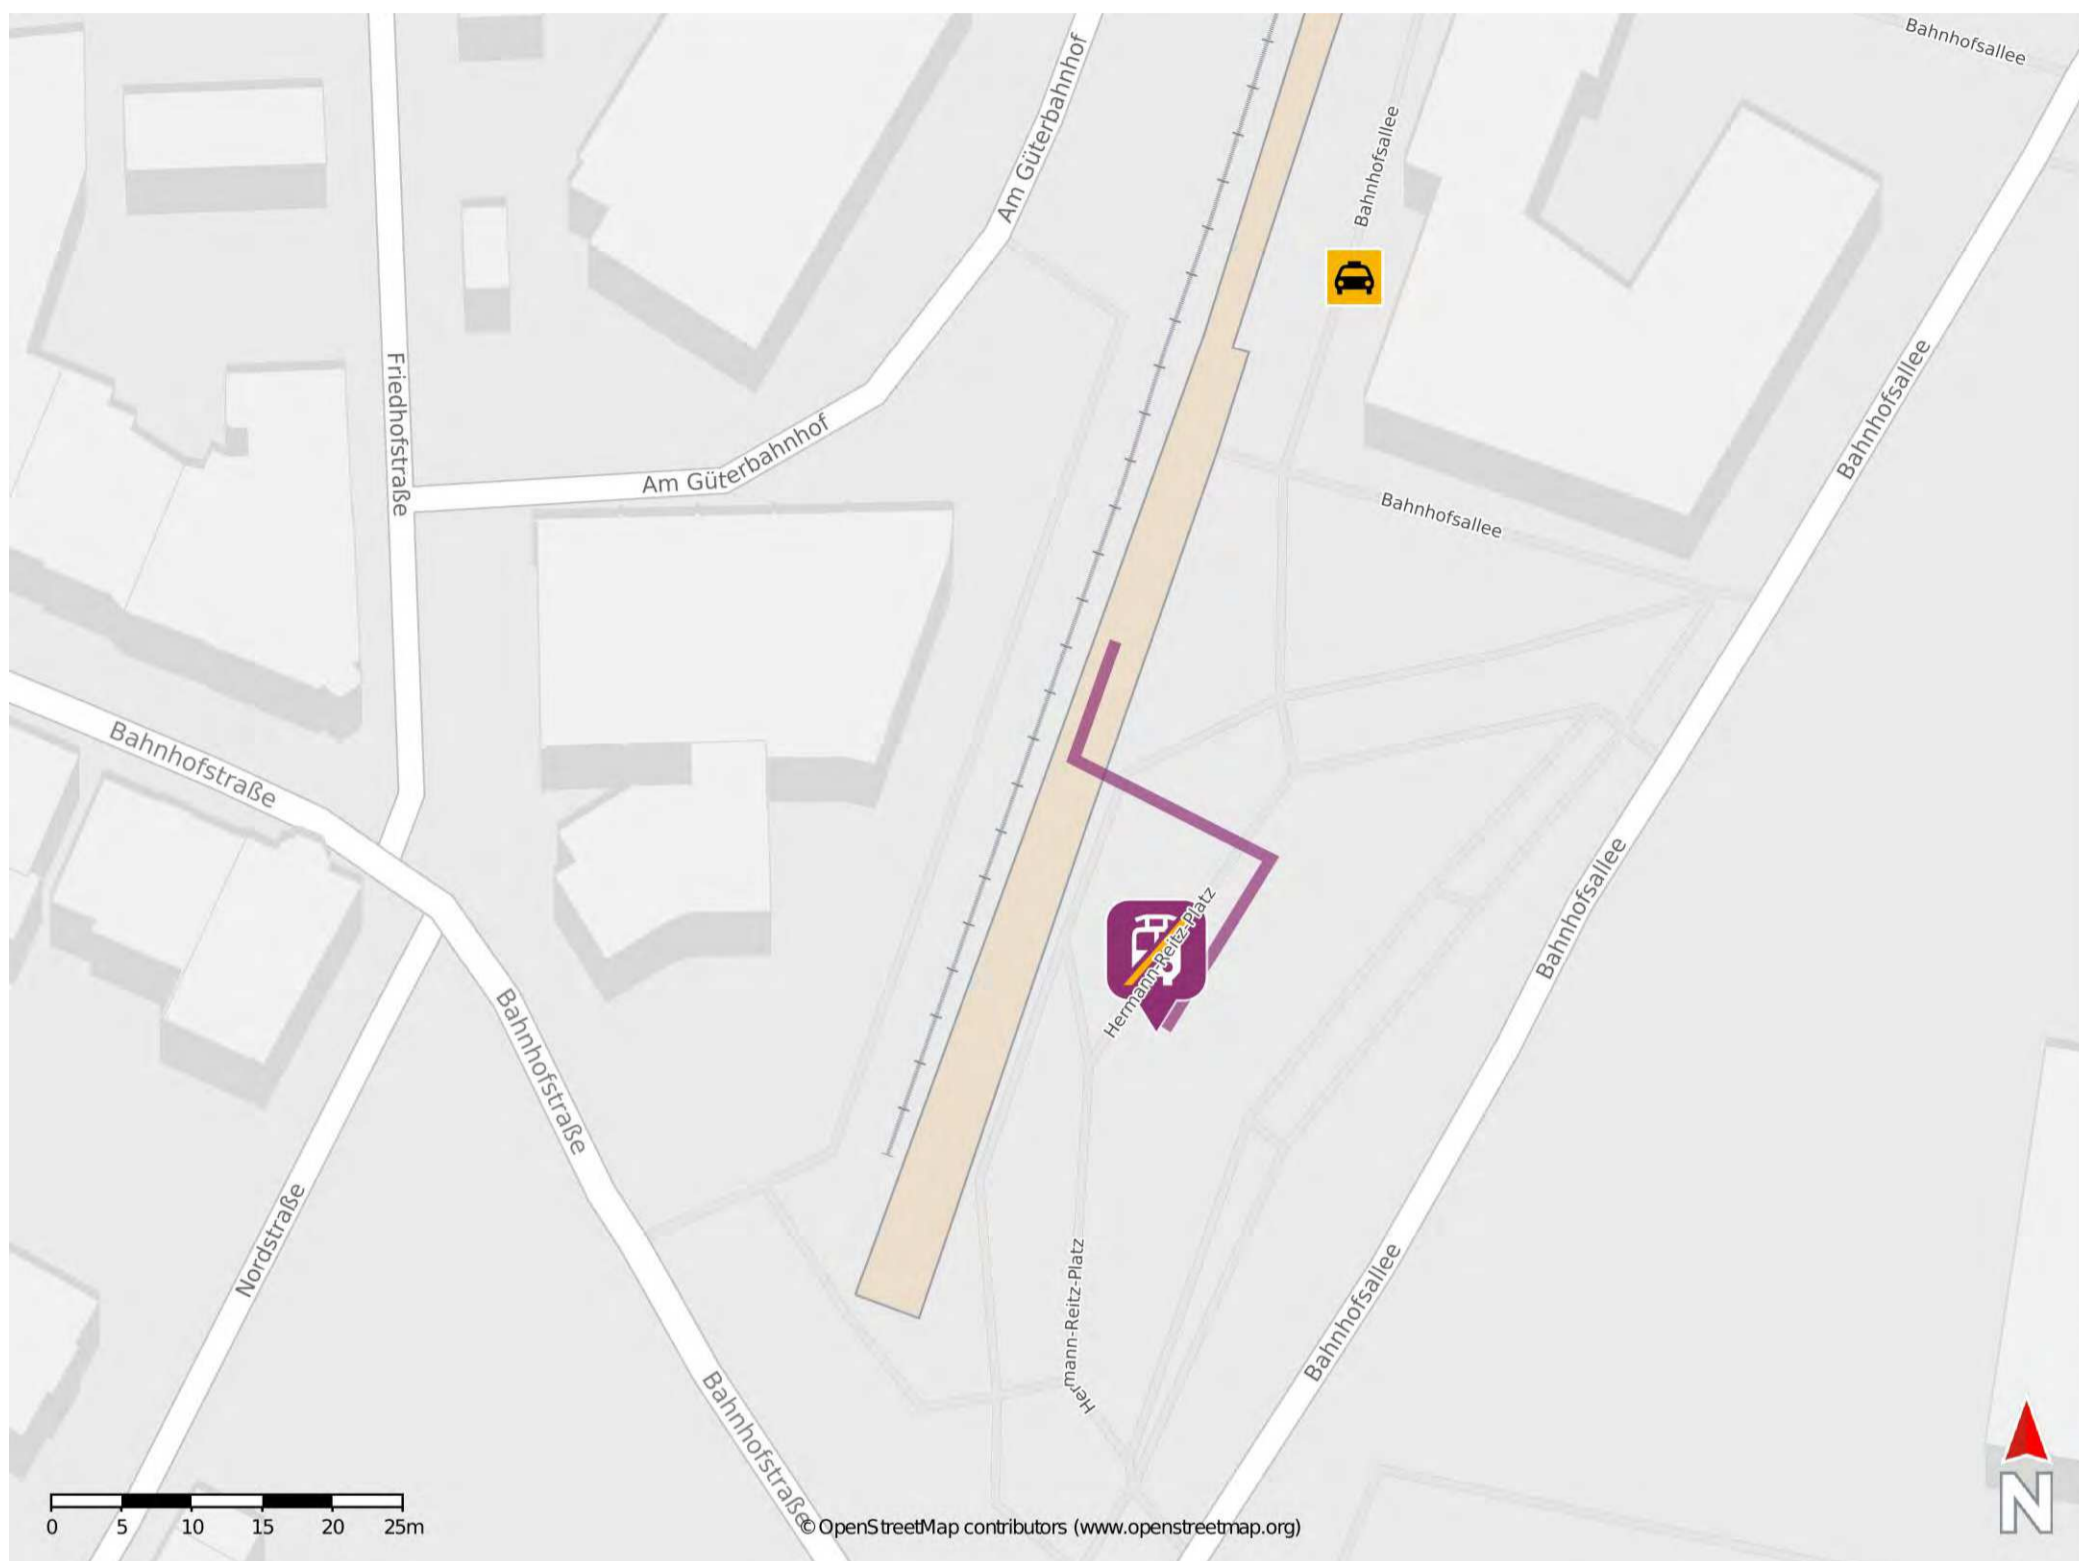 Bahnhofsallee
Am Güterbahnhof
Bahnhofsallee
Friedhofstraße
Bahnhofsallee
Am Güterbahnhof
Bahnhofsallee
Bahnhofstraße
Bahnhofsallee
Hermann-Reitz-Platz
Bahnhofstraße
Nordstraße
Hermann-Reitz-Platz
Bahnhofsallee
Bahnhofstraße
N
0 5 10 15 20 25m
© OpenStreetMap contributors (www.openstreetmap.org)